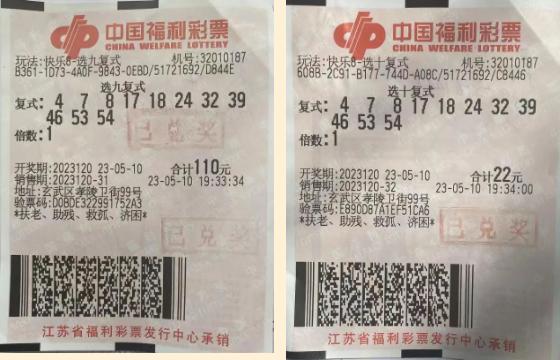 中国福利彩票
CHINA WELFARE LOTTERY
玩法:快乐8-选九复式 机号:32010187
B361-1D73-4A0F-9843-0EBD/51721692/D844E
选九复式
复式: 4 7 8 17 18 24 32 39
46 53 54
倍数:1
已兑奖
开奖期:2023120 23-05-10 合计110元
销售期:2023120-31 23-05-10 19:33:34
地址:玄武区孝陵卫街99号
验票码:D08DE322991752A3
*扶老、助残、救孤、济困*
已兑奖
江苏省福利彩票发行中心承销
中国福利彩票
CHINA WELFARE LOTTERY
玩法:快乐8-选十复式 机号:32010187
608B-2C91-B177-744D-A08C/51721692/C8446
选十复式
复式: 4 7 8 17 18 24 32 39
46 53 54
倍数:1
开奖期:2023120 23-05-10 合计22元
销售期:2023120-32 23-05-10 19:34:00
地址:玄武区孝陵卫街99号
验票码:E890D87A1EF51CA6
*扶老、助残、救孤、济困*
已兑奖
江苏省福利彩票发行中心承销